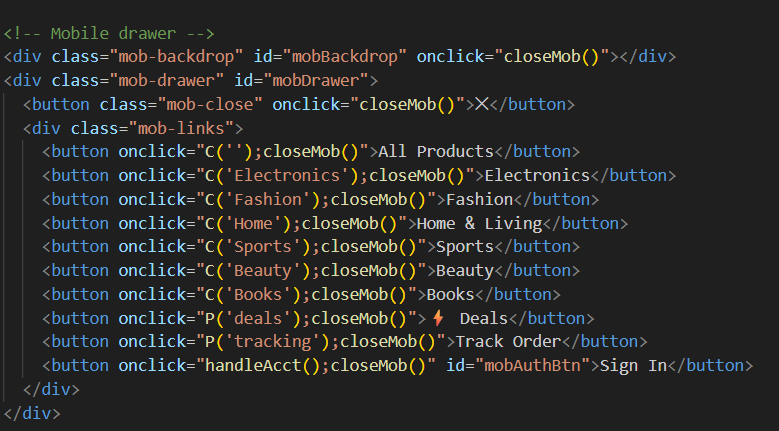 <!-- Mobile drawer -->
<div class="mob-backdrop" id="mobBackdrop" onclick="closeMob()"></div>
<div class="mob-drawer" id="mobDrawer">
  <button class="mob-close" onclick="closeMob()">✕</button>
  <div class="mob-links">
    <button onclick="C('');closeMob()">All Products</button>
    <button onclick="C('Electronics');closeMob()">Electronics</button>
    <button onclick="C('Fashion');closeMob()">Fashion</button>
    <button onclick="C('Home');closeMob()">Home & Living</button>
    <button onclick="C('Sports');closeMob()">Sports</button>
    <button onclick="C('Beauty');closeMob()">Beauty</button>
    <button onclick="C('Books');closeMob()">Books</button>
    <button onclick="P('deals');closeMob()">⚡ Deals</button>
    <button onclick="P('tracking');closeMob()">Track Order</button>
    <button onclick="handleAcct();closeMob()" id="mobAuthBtn">Sign In</button>
  </div>
</div>